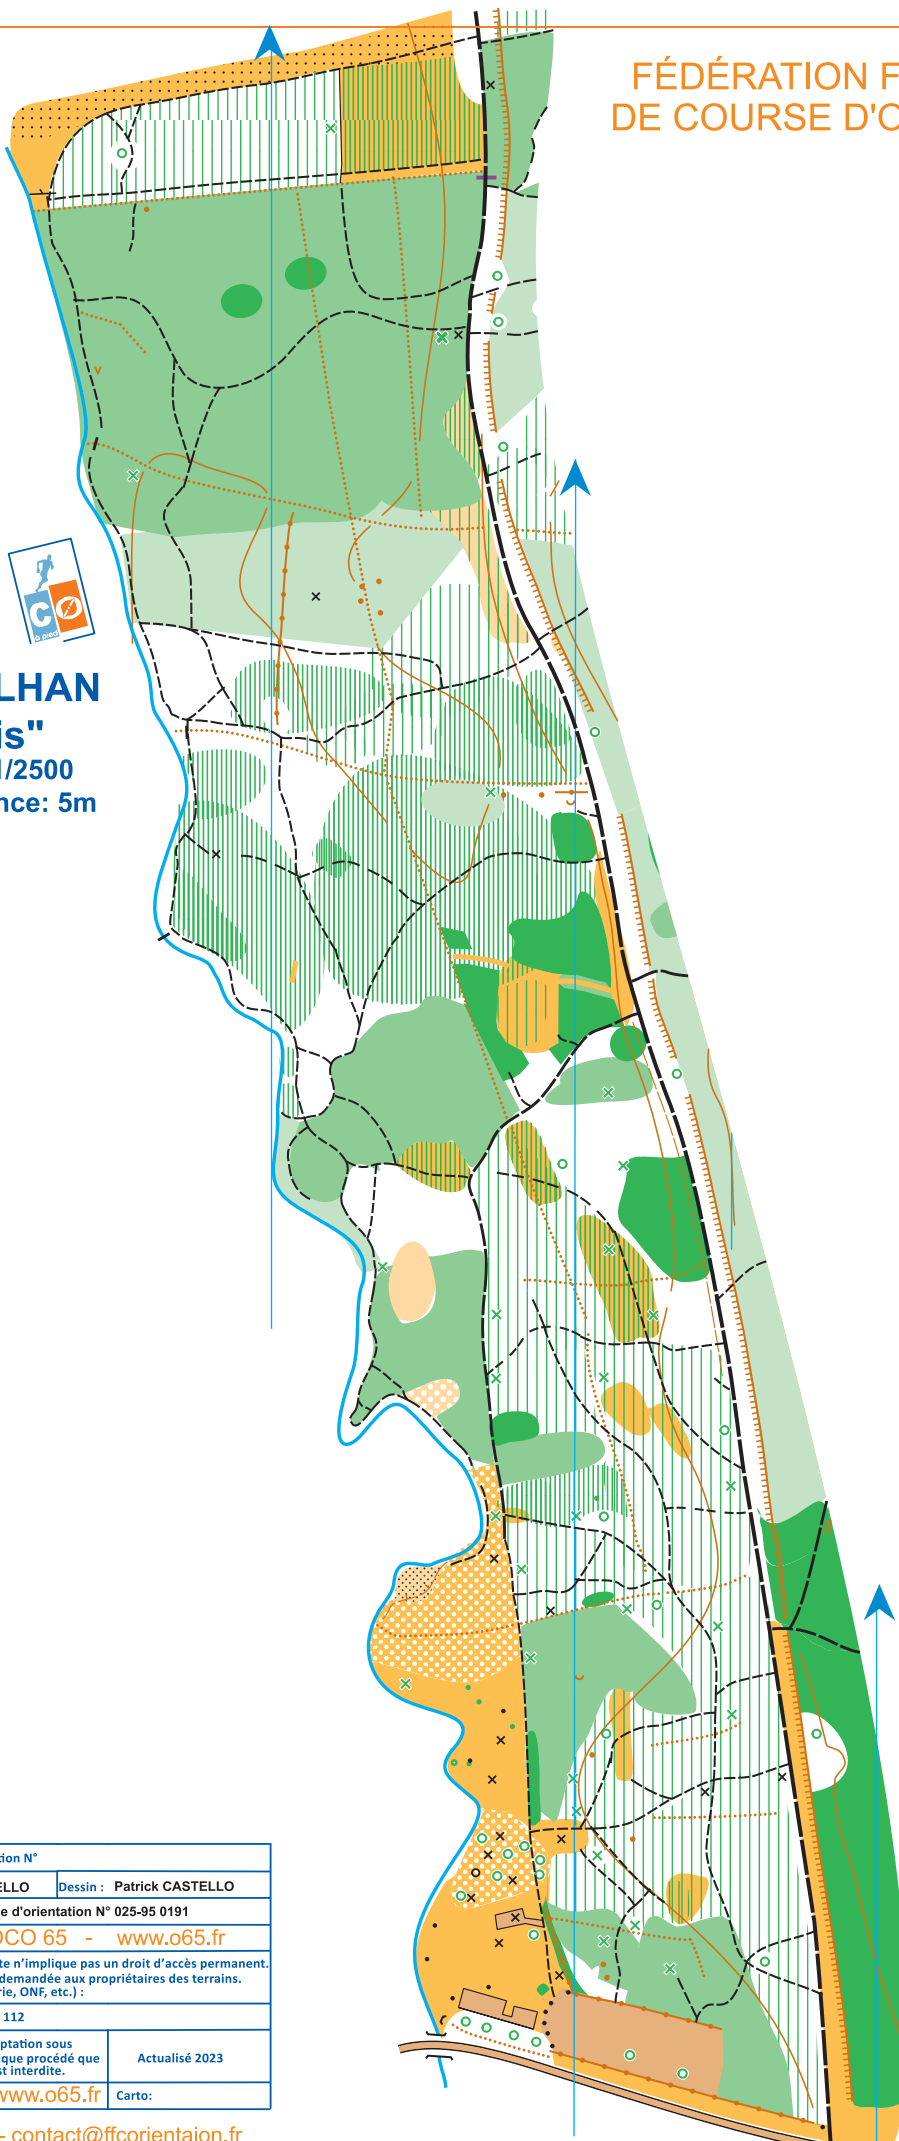 FÉDÉRATION F
DE COURSE D'O
CO
à pied
LHAN
is"
1/2500
nce: 5m
tion N°
ELLO Dessin : Patrick CASTELLO
e d'orientation N° 025-95 0191
OCO 65 - www.o65.fr
te n'implique pas un droit d'accès permanent.
demandée aux propriétaires des terrains.
rie, ONF, etc.) :
112
ptation sous
ique procédé que
st interdite.
Actualisé 2023
www.o65.fr Carto:
- contact@ffcorientaion.fr